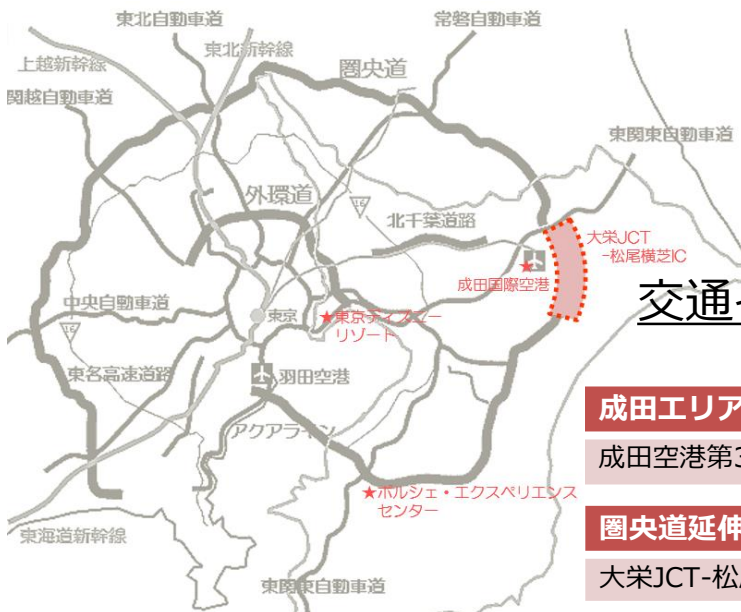 東北自動車道
常磐自動車道
上越新幹線
東北新幹線
圏央道
関越自動車道
東関東自動車道
外環道
16
北千葉道路
大栄JCT
-松尾横芝IC
成田国際空港
交通
中央自動車道
東京
★東京ディズニー
リゾート
16
東名高速道路
羽田空港
成田エリア
アクアライン
成田空港第3
★ポルシェ・エクスペリエンス
センター
圏央道延伸
東海道新幹線
大栄JCT-松
東関東自動車道